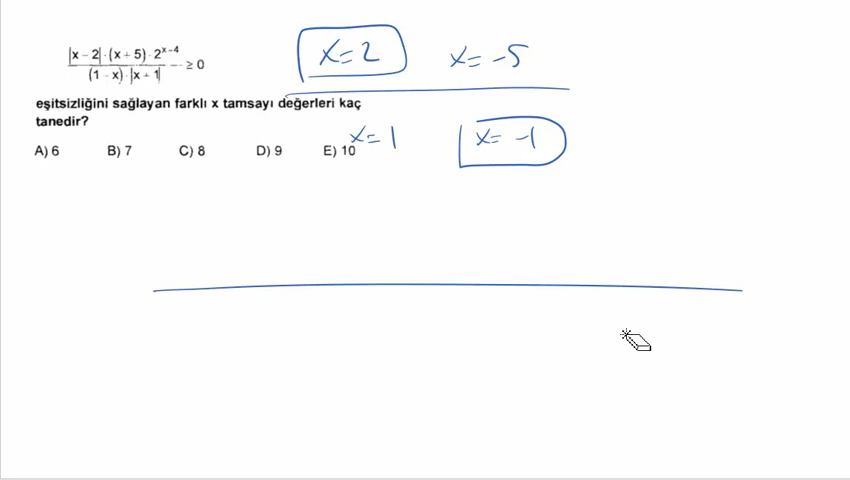 |x - 2| · (x + 5) · 2^(x-4) / (1 - x) · |x + 1| ≥ 0
x = 2 x = -5
eşitsizliğini sağlayan farklı x tamsayı değerleri kaç
tanedir?
x = 1 x = -1
A) 6 B) 7 C) 8 D) 9 E) 10